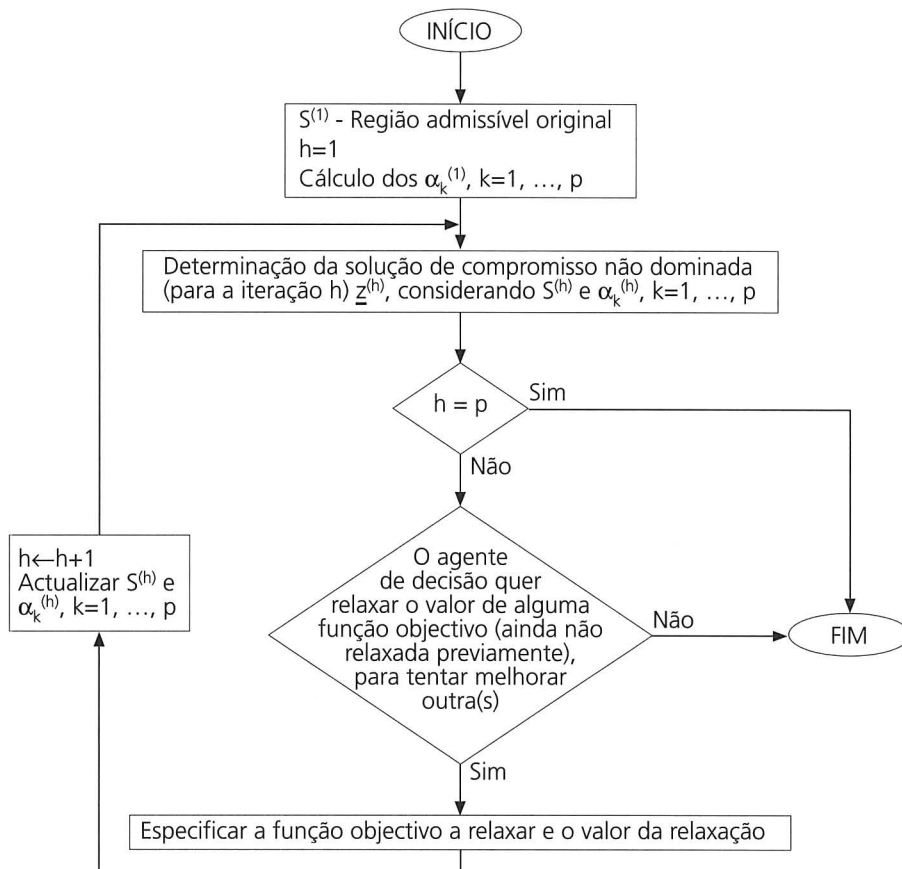 INÍCIO
S⁽¹⁾ - Região admissível original
h=1
Cálculo dos αₖ⁽¹⁾, k=1, ..., p
Determinação da solução de compromisso não dominada
(para a iteração h) z⁽ʰ⁾, considerando S⁽ʰ⁾ e αₖ⁽ʰ⁾, k=1, ..., p
h = p
Sim
Não
O agente
de decisão quer
relaxar o valor de alguma
função objectivo (ainda não
relaxada previamente),
para tentar melhorar
outra(s)
Não
FIM
h←h+1
Actualizar S⁽ʰ⁾ e
αₖ⁽ʰ⁾, k=1, ..., p
Sim
Especificar a função objectivo a relaxar e o valor da relaxação